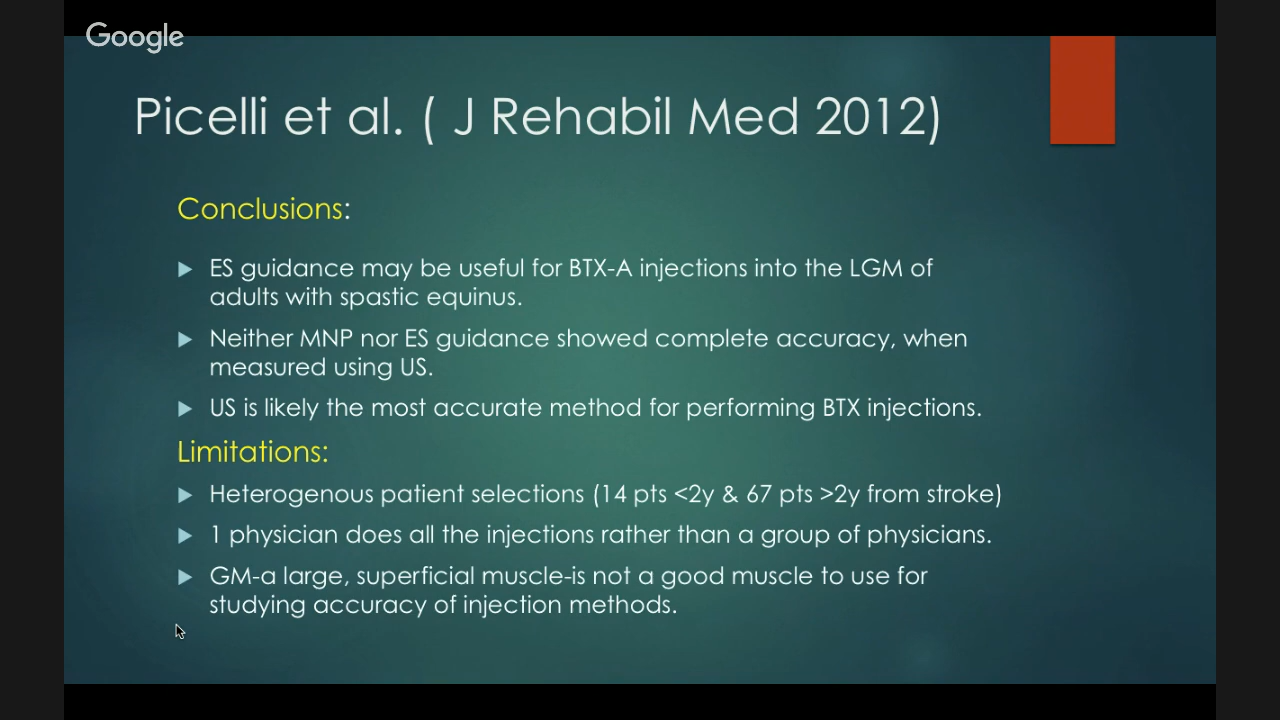 Google
Picelli et al. ( J Rehabil Med 2012)
Conclusions:
ES guidance may be useful for BTX-A injections into the LGM of
adults with spastic equinus.
Neither MNP nor ES guidance showed complete accuracy, when
measured using US.
US is likely the most accurate method for performing BTX injections.
Limitations:
Heterogenous patient selections (14 pts <2y & 67 pts >2y from stroke)
1 physician does all the injections rather than a group of physicians.
GM-a large, superficial muscle-is not a good muscle to use for
studying accuracy of injection methods.